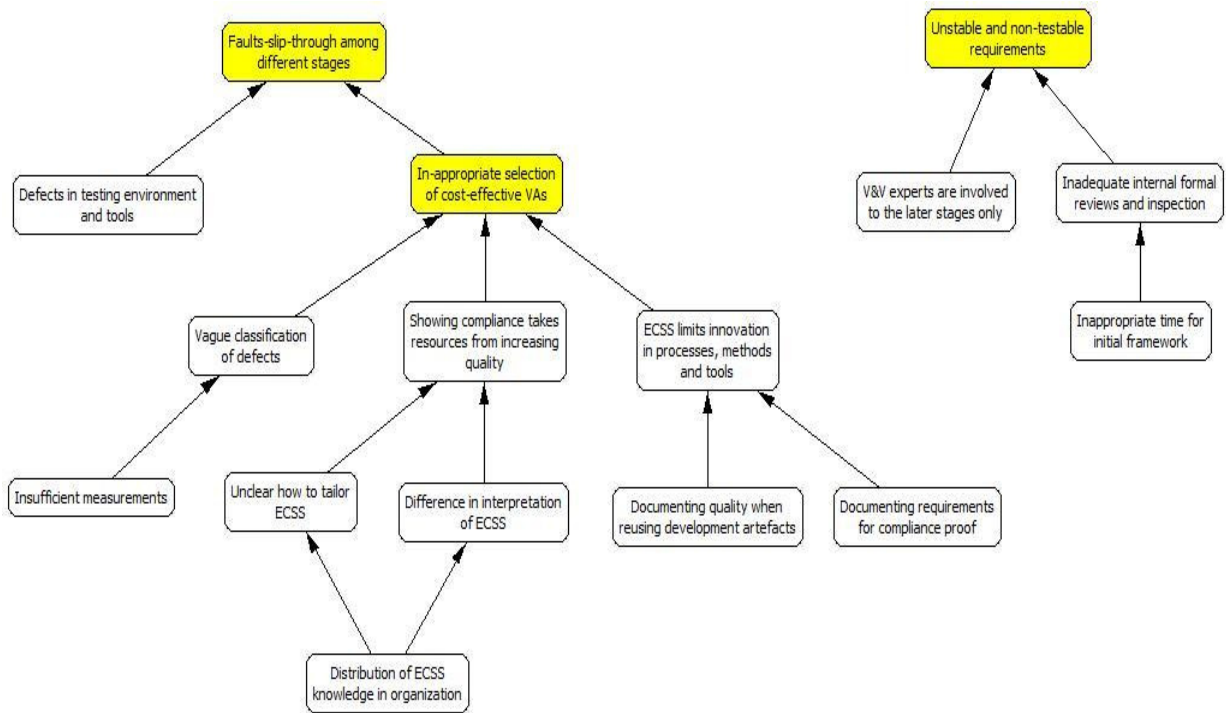 Faults-slip-through among
different stages
Unstable and non-testable
requirements
Defects in testing environment
and tools
In-appropriate selection
of cost-effective VAs
V&V experts are involved
to the later stages only
Inadequate internal formal
reviews and inspection
Vague classification
of defects
Showing compliance takes
resources from increasing
quality
ECSS limits innovation
in processes, methods
and tools
Inappropriate time for
initial framework
Insufficient measurements
Unclear how to tailor
ECSS
Difference in interpretation
of ECSS
Documenting quality when
reusing development artefacts
Documenting requirements
for compliance proof
Distribution of ECSS
knowledge in organization